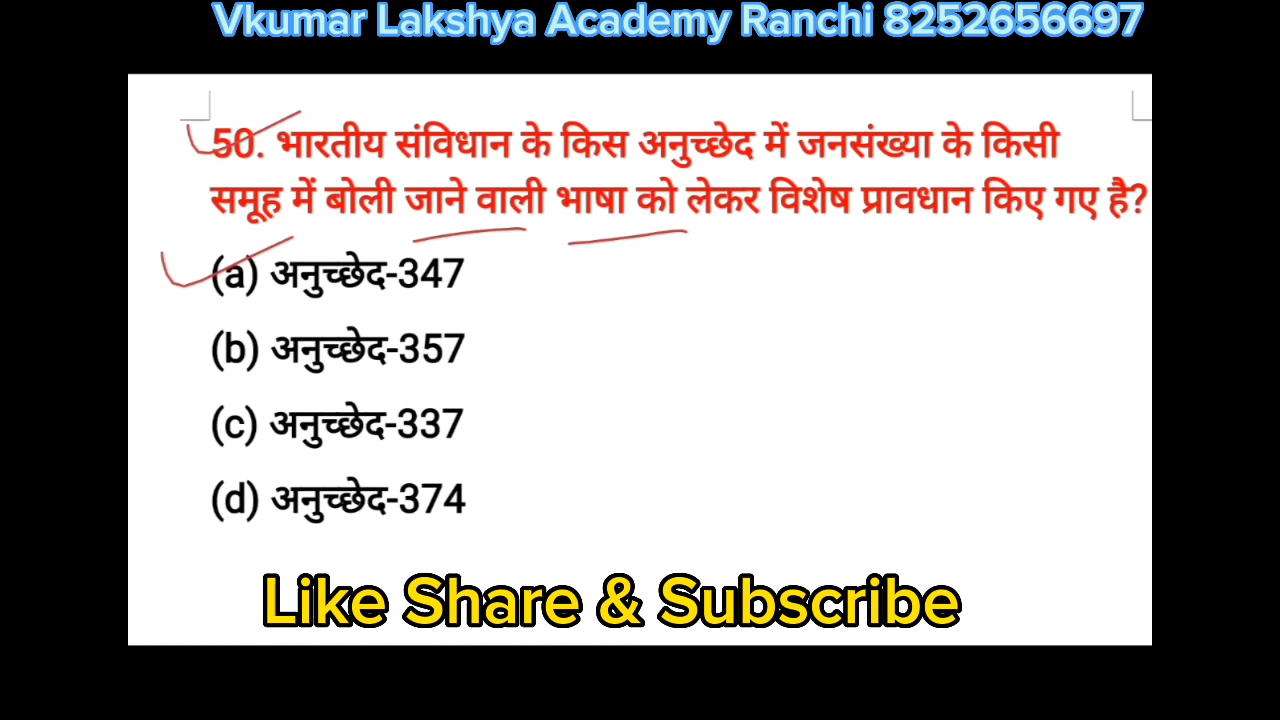 Vkumar Lakshya Academy Ranchi 8252656697
50. भारतीय संविधान के किस अनुच्छेद में जनसंख्या के किसी
समूह में बोली जाने वाली भाषा को लेकर विशेष प्रावधान किए गए है?
(a) अनुच्छेद-347
(b) अनुच्छेद-357
(c) अनुच्छेद-337
(d) अनुच्छेद-374
Like Share & Subscribe